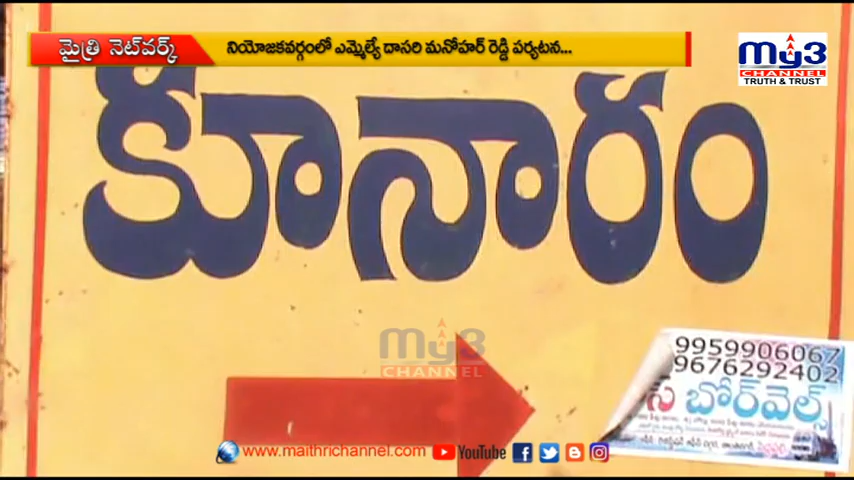 మైత్రి నెట్‌వర్క్
నియోజకవర్గంలో ఎమ్మెల్యే దాసరి మనోహర్ రెడ్డి పర్యటన...
My3
CHANNEL
TRUTH & TRUST
కూనారం
My3
CHANNEL
9959906067
9676292402
బోర్‌వెల్స్
www.maithrichannel.com
YouTube